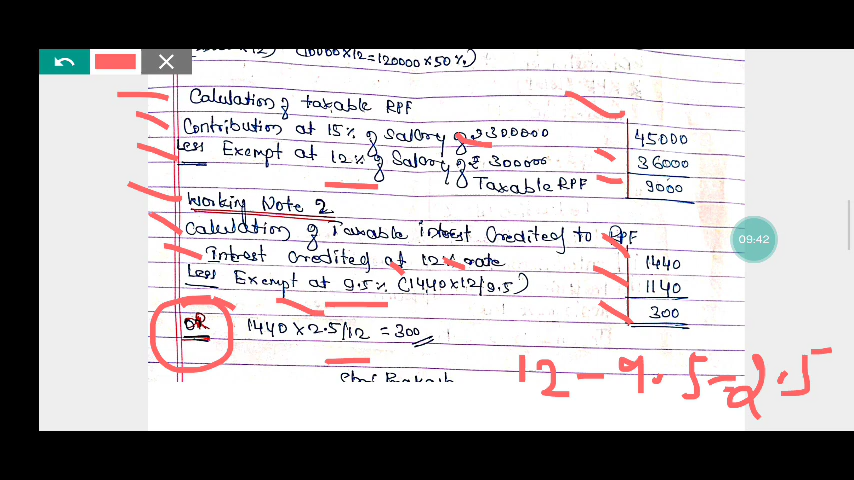 (10000×12=120000×50%)
Calculation of taxable RPF
Contribution at 15% of Salary of ₹ 300000 45000
Less Exempt at 12% of Salary of ₹ 300000 36000
Taxable RPF 9000
Working Note 2
Calculation of Taxable interest Credited to RPF
Interest Credited at 12% rate 1440
Less Exempt at 9.5% (1440×12/9.5) 1140
300
OR 1440×2.5/12 = 300
12-9.5-2.5
09:42